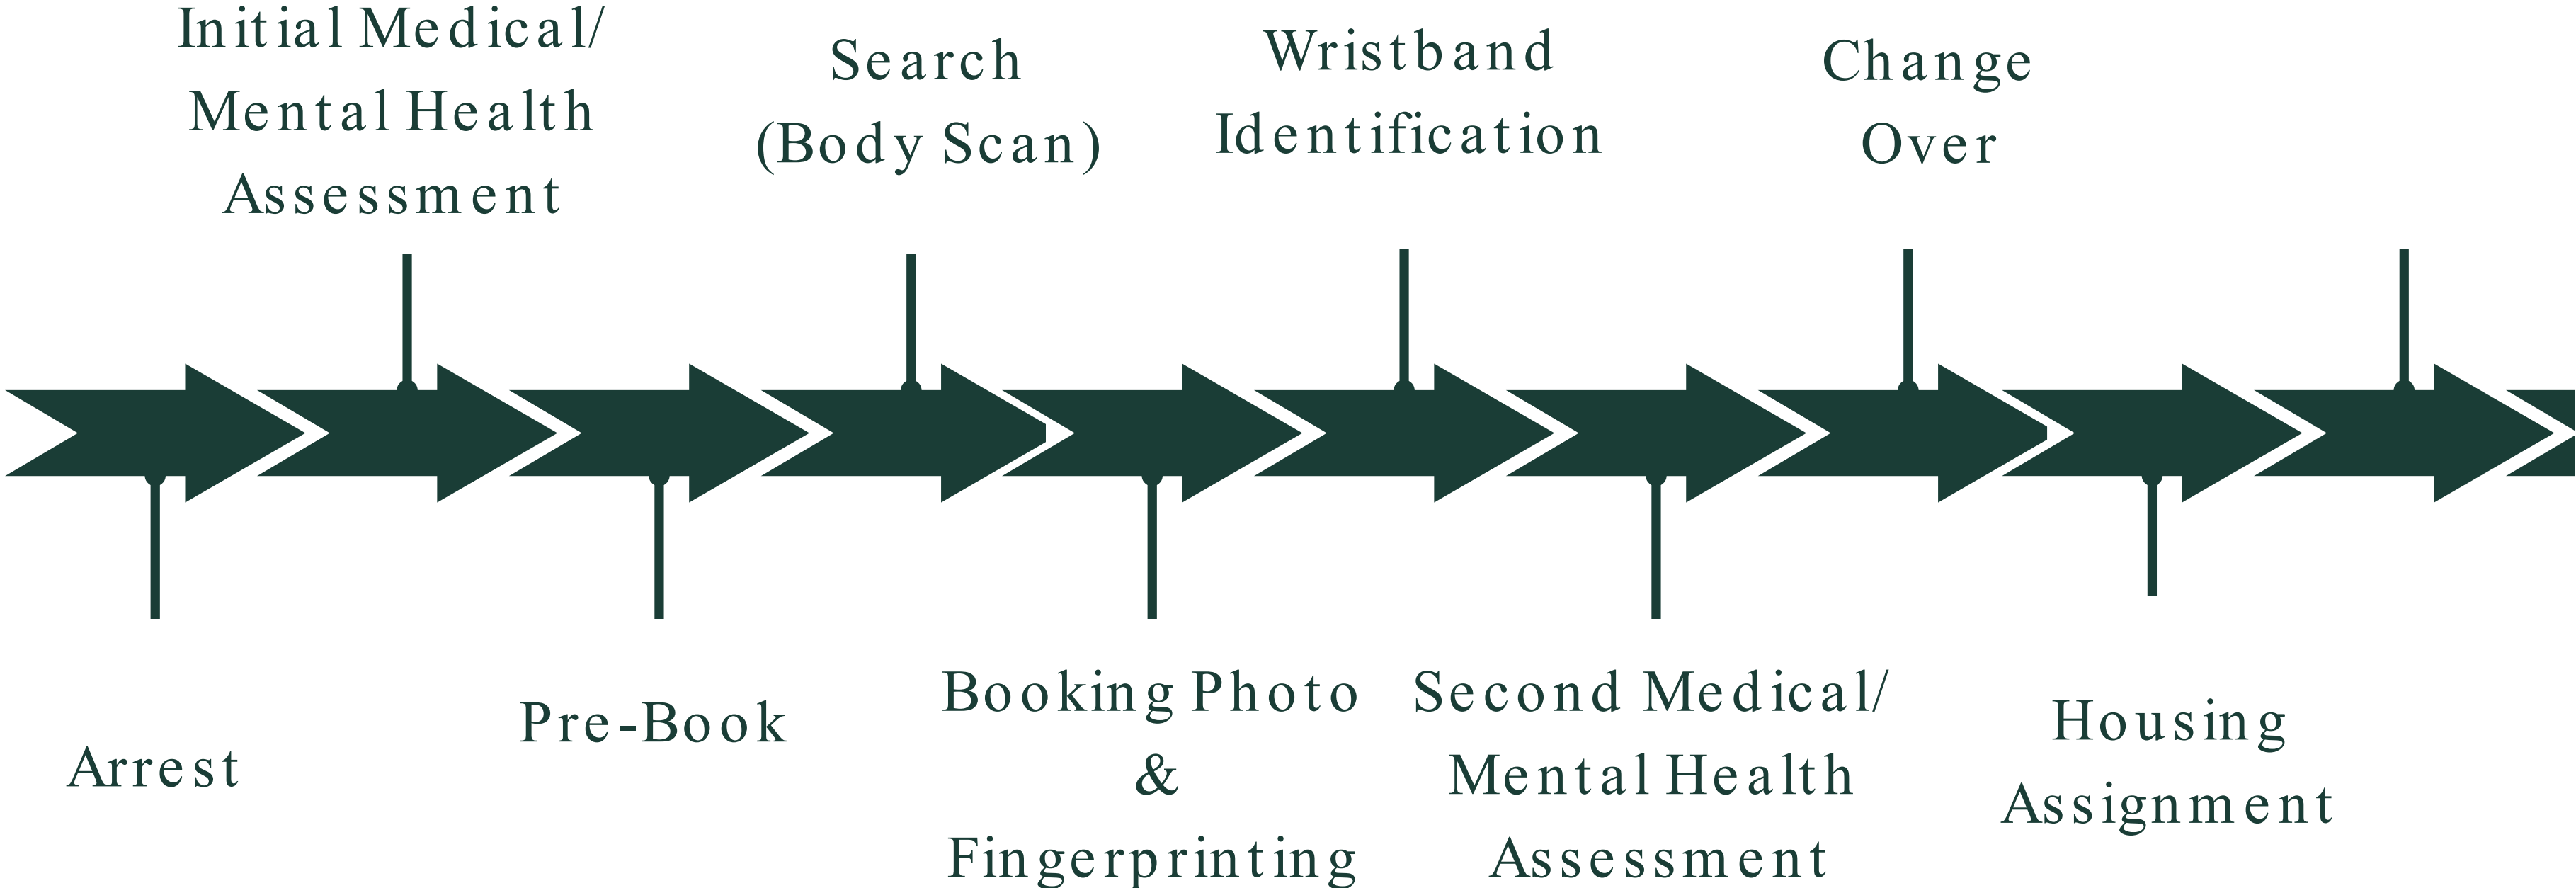 Initial Medical/
Mental Health
Assessment
Search
(Body Scan)
Wristband
Identification
Change
Over
Arrest
Pre-Book
Booking Photo
&
Fingerprinting
Second Medical/
Mental Health
Assessment
Housing
Assignment